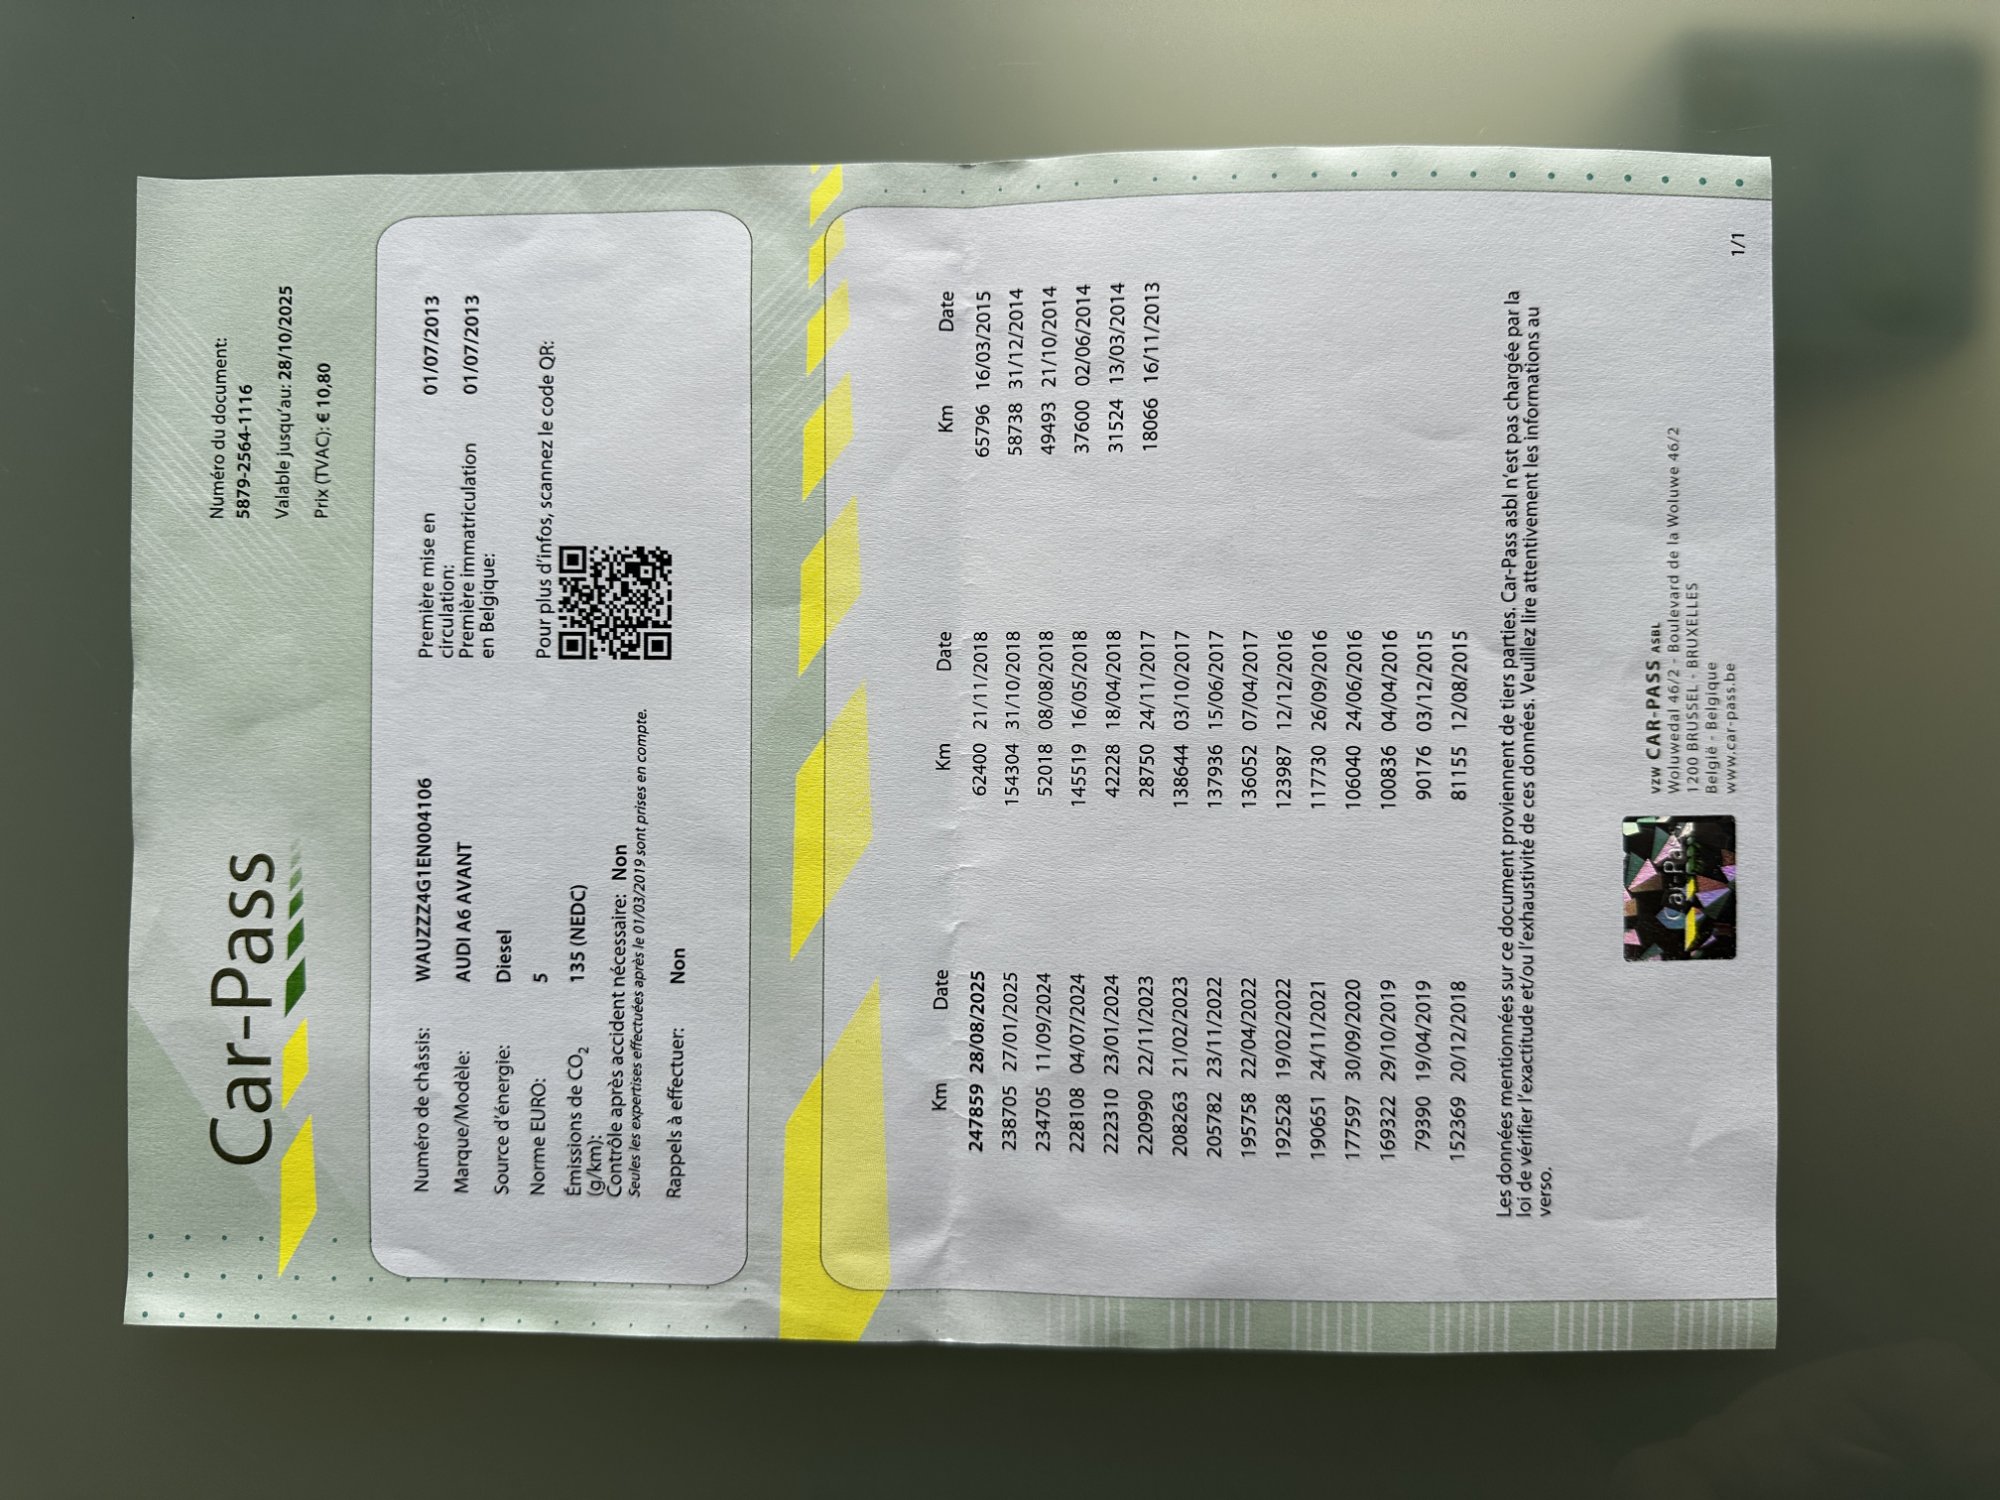 Car-Pass
Numéro du document:
5879-2564-1116
Valable jusqu'au: 28/10/2025
Prix (TVAC): € 10,80
Numéro de châssis: WAUZZZ4G1EN004106
Marque/Modèle: AUDI A6 AVANT
Source d'énergie: Diesel
Norme EURO: 5
Émissions de CO2 135 (NEDC)
(g/km):
Contrôle après accident nécessaire: Non
Seules les expertises effectuées après le 01/03/2019 sont prises en compte.
Rappels à effectuer: Non
Première mise en 01/07/2013
circulation:
Première immatriculation 01/07/2013
en Belgique:
Pour plus d'infos, scannez le code QR:
Km Date
247859 28/08/2025
238705 27/01/2025
234705 11/09/2024
228108 04/07/2024
222310 23/01/2024
220990 22/11/2023
208263 21/02/2023
205782 23/11/2022
195758 22/04/2022
192528 19/02/2022
190651 24/11/2021
177597 30/09/2020
169322 29/10/2019
79390 19/04/2019
152369 20/12/2018
Km Date
62400 21/11/2018
154304 31/10/2018
52018 08/08/2018
145519 16/05/2018
42228 18/04/2018
28750 24/11/2017
138644 03/10/2017
137936 15/06/2017
136052 07/04/2017
123987 12/12/2016
117730 26/09/2016
106040 24/06/2016
100836 04/04/2016
90176 03/12/2015
81155 12/08/2015
Km Date
65796 16/03/2015
58738 31/12/2014
49493 21/10/2014
37600 02/06/2014
31524 13/03/2014
18066 16/11/2013
Les données mentionnées sur ce document proviennent de tiers parties. Car-Pass asbl n'est pas chargée par la
loi de vérifier l'exactitude et/ou l'exhaustivité de ces données. Veuillez lire attentivement les informations au
verso.
Car-Pass
vzw CAR-PASS ASBL
Woluwedal 46/2 - Boulevard de la Woluwe 46/2
1200 BRUSSEL - BRUXELLES
België - Belgique
www.car-pass.be
1/1